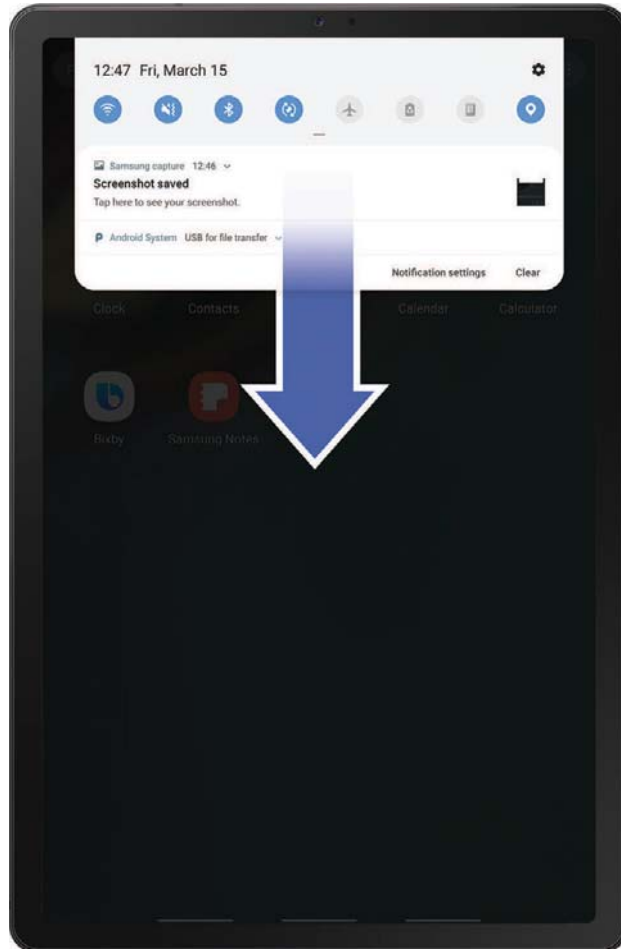 12:47 Fri, March 15
Samsung capture 12:46
Screenshot saved
Tap here to see your screenshot.
Android System USB for file transfer
Notification settings Clear
Clock Contacts Calendar Calculator
Bixby Samsung Notes